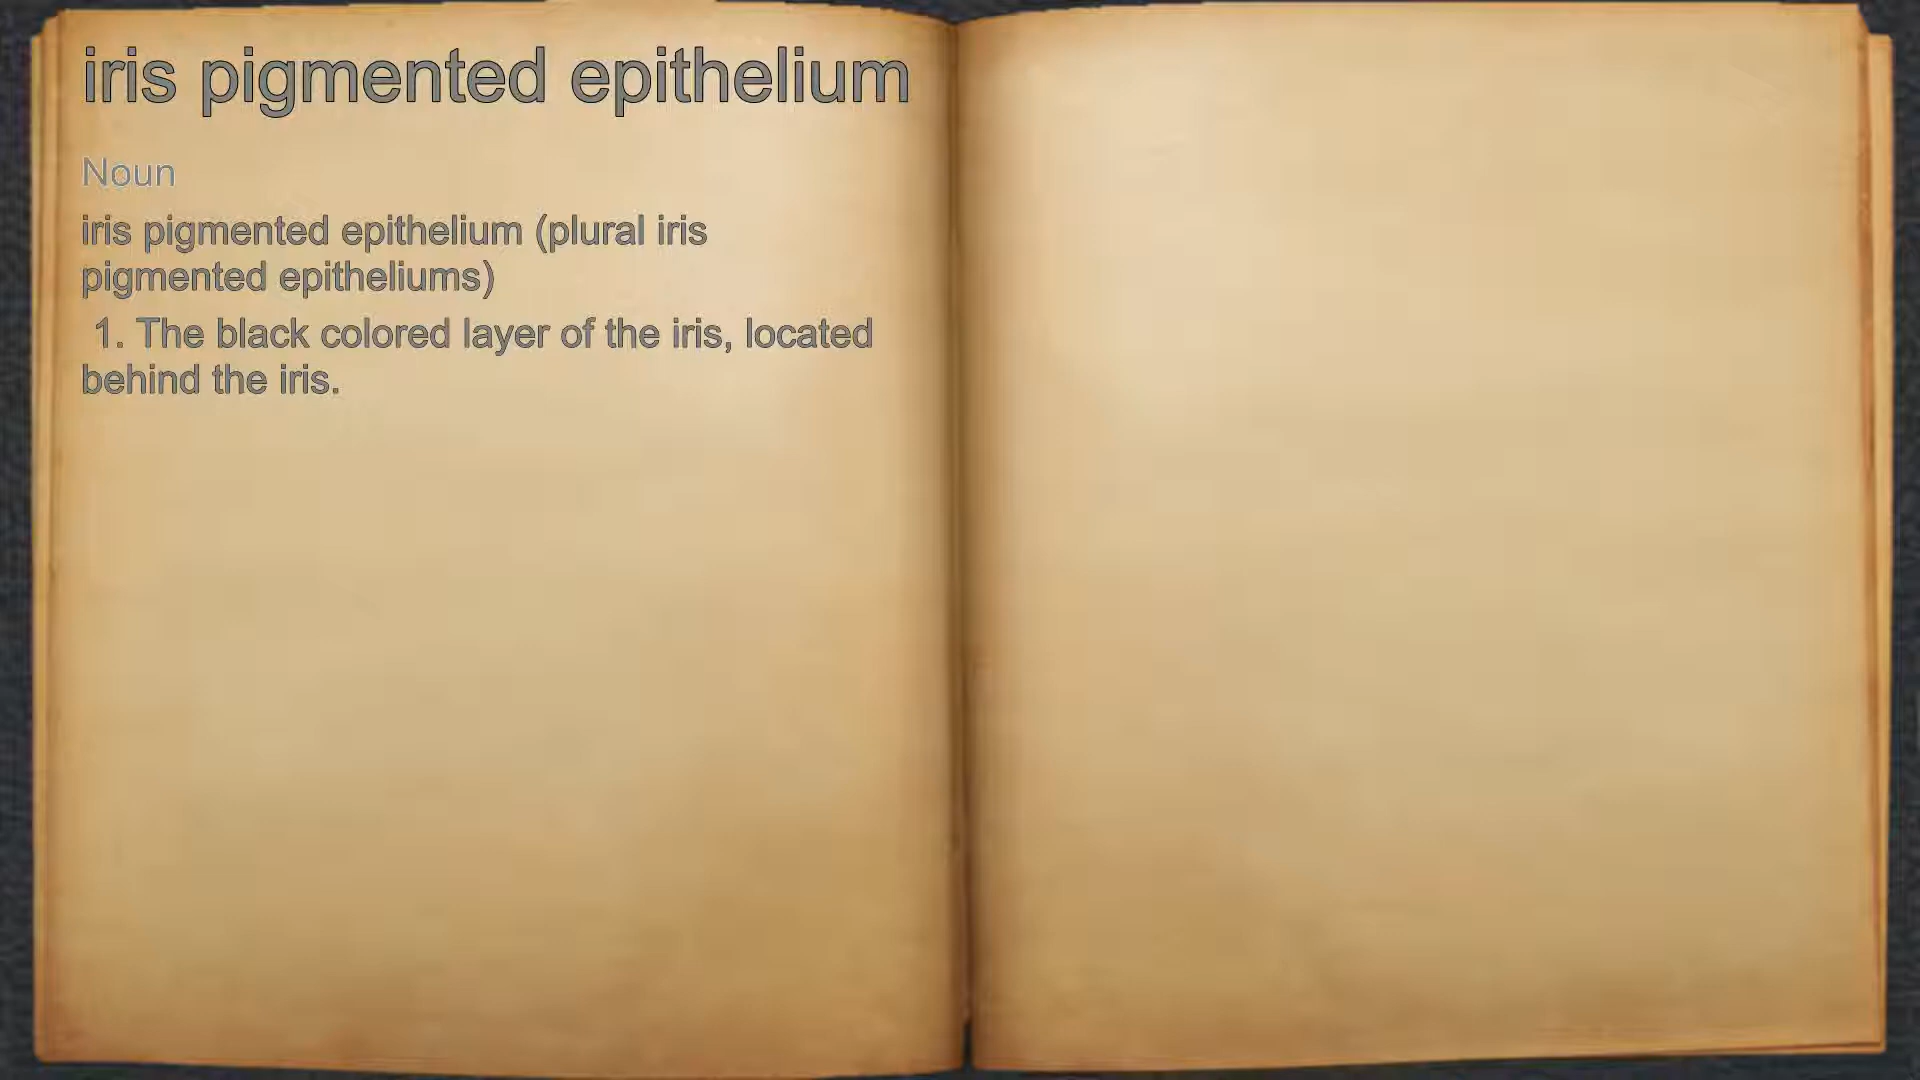 iris pigmented epithelium
Noun
iris pigmented epithelium (plural iris
pigmented epitheliums)
1. The black colored layer of the iris, located
behind the iris.